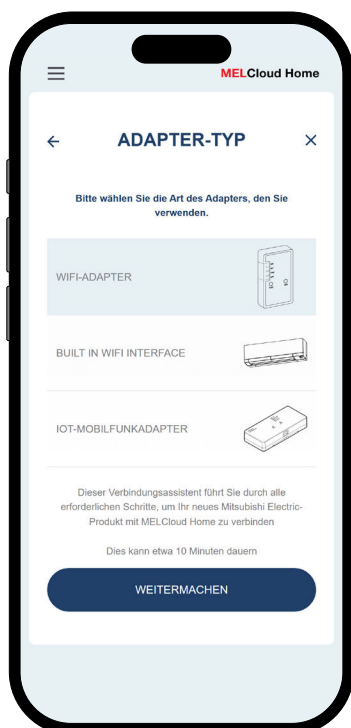 MELCloud Home
ADAPTER-TYP
Bitte wählen Sie die Art des Adapters, den Sie
verwenden.
WIFI-ADAPTER
BUILT IN WIFI INTERFACE
IOT-MOBILFUNKADAPTER
Dieser Verbindungsassistent führt Sie durch alle
erforderlichen Schritte, um Ihr neues Mitsubishi Electric-
Produkt mit MELCloud Home zu verbinden
Dies kann etwa 10 Minuten dauern
WEITERMACHEN